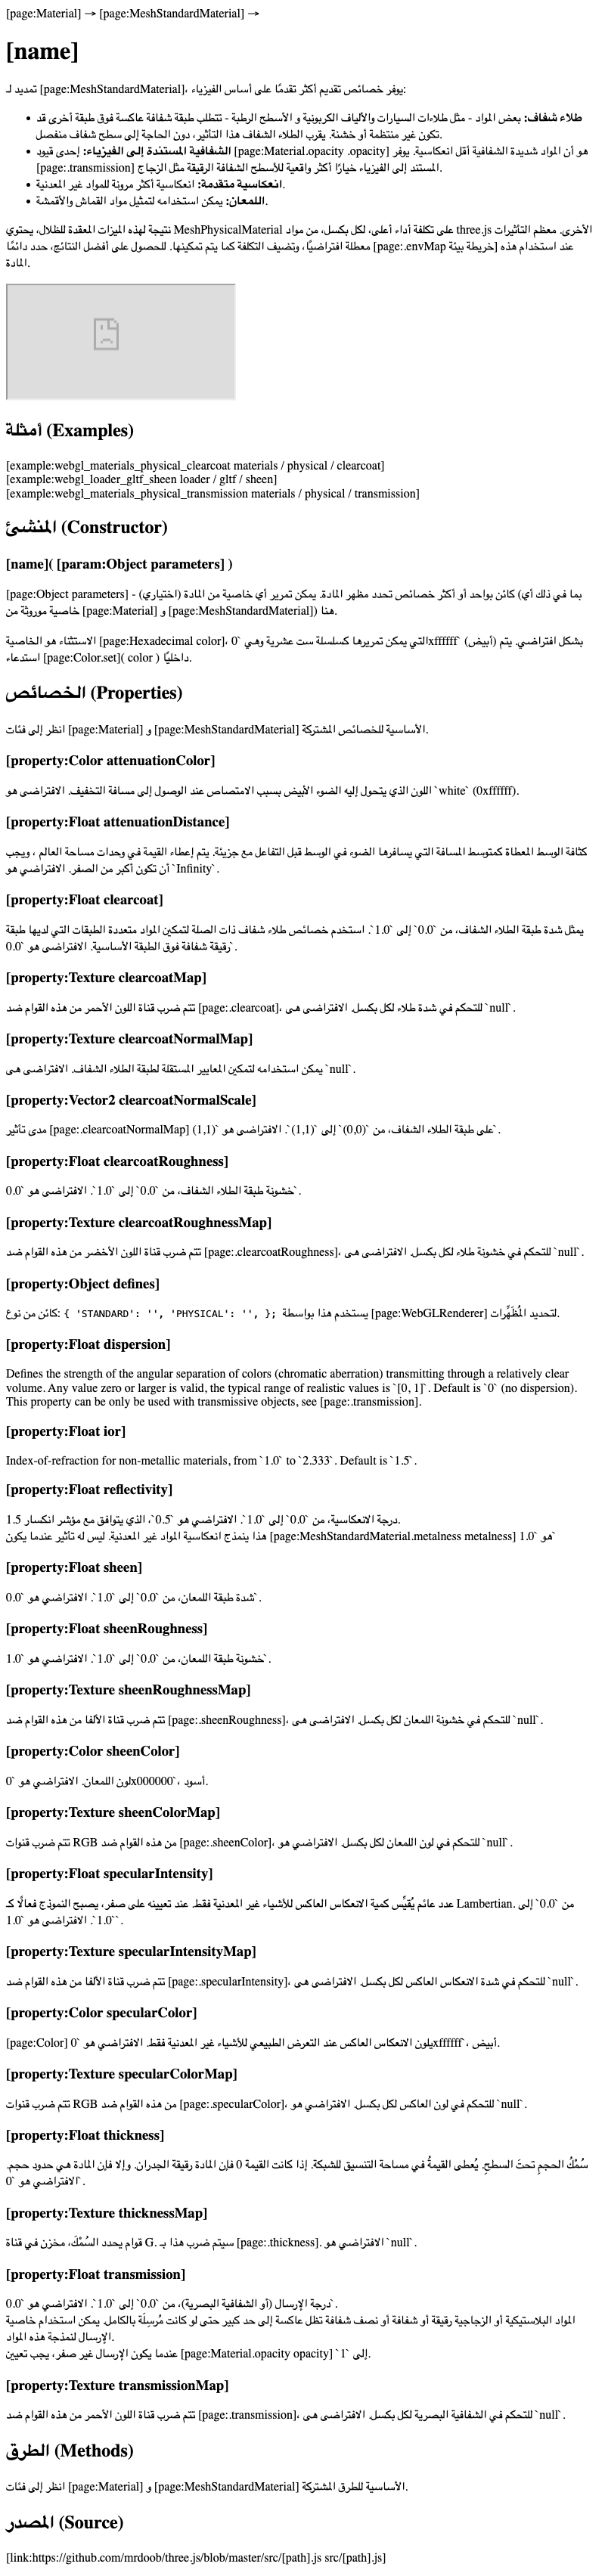 [page:Material] → [page:MeshStandardMaterial] →
[name]
تمديد لـ [page:MeshStandardMaterial]، يوفر خصائص تقديم أكثر تقدمًا على أساس الفيزياء:
طلاء شفاف: بعض المواد - مثل طلاءات السيارات والألياف الكربونية و الأسطح الرطبة - تتطلب طبقة شفافة عاكسة فوق طبقة أخرى قد
تكون غير منتظمة أو خشنة. يقرب الطلاء الشفاف هذا التأثير، دون الحاجة إلى سطح شفاف منفصل.
الشفافية المستندة إلى الفيزياء: إحدى قيود [page:Material.opacity .opacity] هو أن المواد شديدة الشفافية أقل انعكاسية. يوفر
[page:.transmission] المستند إلى الفيزياء خيارًا أكثر واقعية للأسطح الشفافة الرقيقة مثل الزجاج.
انعكاسية متقدمة: انعكاسية أكثر مرونة للمواد غير المعدنية.
اللمعان: يمكن استخدامه لتمثيل مواد القماش والأقمشة.
نتيجة لهذه الميزات المعقدة للظلال، يحتوي MeshPhysicalMaterial على تكلفة أداء أعلى، لكل بكسل، من مواد three.js الأخرى. معظم التأثيرات
معطلة افتراضيًا، وتضيف التكلفة كما يتم تمكينها. للحصول على أفضل النتائج، حدد دائمًا [page:.envMap خريطة بيئة] عند استخدام هذه
المادة.
أمثلة (Examples)
[example:webgl_materials_physical_clearcoat materials / physical / clearcoat]
[example:webgl_loader_gltf_sheen loader / gltf / sheen]
[example:webgl_materials_physical_transmission materials / physical / transmission]
المنشئ (Constructor)
[name]( [param:Object parameters] )
[page:Object parameters] - (اختياري) كائن بواحد أو أكثر خصائص تحدد مظهر المادة. يمكن تمرير أي خاصية من المادة (بما في ذلك أي
خاصية موروثة من [page:Material] و [page:MeshStandardMaterial]) هنا.
الاستثناء هو الخاصية [page:Hexadecimal color]، التي يمكن تمريرها كسلسلة ست عشرية وهي `0xffffff` (أبيض) بشكل افتراضي. يتم
استدعاء [page:Color.set]( color ) داخليًا.
الخصائص (Properties)
انظر إلى فئات [page:Material] و [page:MeshStandardMaterial] الأساسية للخصائص المشتركة.
[property:Color attenuationColor]
اللون الذي يتحول إليه الضوء الأبيض بسبب الامتصاص عند الوصول إلى مسافة التخفيف. الافتراضى هو `white` (0xffffff).
[property:Float attenuationDistance]
كثافة الوسط المعطاة كمتوسط المسافة التي يسافرها الضوء في الوسط قبل التفاعل مع جزيئة. يتم إعطاء القيمة في وحدات مساحة العالم ، ويجب
أن تكون أكبر من الصفر. الافتراضي هو `Infinity`.
[property:Float clearcoat]
يمثل شدة طبقة الطلاء الشفاف، من `0.0` إلى `1.0`. استخدم خصائص طلاء شفاف ذات الصلة لتمكين المواد متعددة الطبقات التي لديها طبقة
رقيقة شفافة فوق الطبقة الأساسية. الافتراضي هو `0.0`.
[property:Texture clearcoatMap]
تتم ضرب قناة اللون الأحمر من هذه القوام ضد [page:.clearcoat]، للتحكم في شدة طلاء لكل بكسل. الافتراضى هى `null`.
[property:Texture clearcoatNormalMap]
يمكن استخدامه لتمكين المعايير المستقلة لطبقة الطلاء الشفاف. الافتراضى هى `null`.
[property:Vector2 clearcoatNormalScale]
مدى تأثير [page:.clearcoatNormalMap] على طبقة الطلاء الشفاف، من `(0,0)` إلى `(1,1)`. الافتراضى هو `(1,1)`.
[property:Float clearcoatRoughness]
خشونة طبقة الطلاء الشفاف، من `0.0` إلى `1.0`. الافتراضى هو `0.0`.
[property:Texture clearcoatRoughnessMap]
تتم ضرب قناة اللون الأخضر من هذه القوام ضد [page:.clearcoatRoughness]، للتحكم في خشونة طلاء لكل بكسل. الافتراضى هى `null`.
[property:Object defines]
كائن من نوع: { 'STANDARD': '', 'PHYSICAL': '', }; يستخدم هذا بواسطة [page:WebGLRenderer] لتحديد المُظَهِّرات.
[property:Float dispersion]
Defines the strength of the angular separation of colors (chromatic aberration) transmitting through a relatively clear
volume. Any value zero or larger is valid, the typical range of realistic values is `[0, 1]`. Default is `0` (no dispersion).
This property can be only be used with transmissive objects, see [page:.transmission].
[property:Float ior]
Index-of-refraction for non-metallic materials, from `1.0` to `2.333`. Default is `1.5`.
[property:Float reflectivity]
درجة الانعكاسية، من `0.0` إلى `1.0`. الافتراضي هو `0.5`، الذي يتوافق مع مؤشر انكسار 1.5.
هذا ينمذج انعكاسية المواد غير المعدنية. ليس له تأثير عندما يكون [page:MeshStandardMaterial.metalness metalness] هو `1.0`
[property:Float sheen]
شدة طبقة اللمعان، من `0.0` إلى `1.0`. الافتراضي هو `0.0`.
[property:Float sheenRoughness]
خشونة طبقة اللمعان، من `0.0` إلى `1.0`. الافتراضي هو `1.0`.
[property:Texture sheenRoughnessMap]
تتم ضرب قناة الألفا من هذه القوام ضد [page:.sheenRoughness]، للتحكم في خشونة اللمعان لكل بكسل. الافتراضى هى `null`.
[property:Color sheenColor]
لون اللمعان. الافتراضي هو `0x000000`، أسود.
[property:Texture sheenColorMap]
تتم ضرب قنوات RGB من هذه القوام ضد [page:.sheenColor]، للتحكم في لون اللمعان لكل بكسل. الافتراضي هو `null`.
[property:Float specularIntensity]
عدد عائم يُقيِّس كمية الانعكاس العاكس للأشياء غير المعدنية فقط. عند تعيينه على صفر، يصبح النموذج فعالًا كـ Lambertian. من `0.0` إلى
`1.0`. الافتراضي هو `1.0`.
[property:Texture specularIntensityMap]
تتم ضرب قناة الألفا من هذه القوام ضد [page:.specularIntensity]، للتحكم في شدة الانعكاس العاكس لكل بكسل. الافتراضى هى `null`.
[property:Color specularColor]
[page:Color] يلون الانعكاس العاكس عند التعرض الطبيعي للأشياء غير المعدنية فقط. الافتراضي هو `0xffffff`، أبيض.
[property:Texture specularColorMap]
تتم ضرب قنوات RGB من هذه القوام ضد [page:.specularColor]، للتحكم في لون العاكس لكل بكسل. الافتراضي هو `null`.
[property:Float thickness]
سُمْكُ الحجمِ تحتَ السطحِ. يُعطى القيمةُ في مساحة التنسيق للشبكة. إذا كانت القيمة 0 فإن المادة رقيقة الجدران. وإلا فإن المادة هي حدود حجم.
الافتراضي هو `0`.
[property:Texture thicknessMap]
قوام يحدد السُمْكَ، مخزن في قناة G. سيتم ضرب هذا بـ [page:.thickness]. الافتراضي هو `null`.
[property:Float transmission]
درجة الإرسال (أو الشفافية البصرية)، من `0.0` إلى `1.0`. الافتراضي هو `0.0`.
المواد البلاستيكية أو الزجاجية رقيقة أو شفافة أو نصف شفافة تظل عاكسة إلى حد كبير حتى لو كانت مُرسِلَة بالكامل. يمكن استخدام خاصية
الإرسال لنمذجة هذه المواد.
عندما يكون الإرسال غير صفر، يجب تعيين [page:Material.opacity opacity] إلى `1`.
[property:Texture transmissionMap]
تتم ضرب قناة اللون الأحمر من هذه القوام ضد [page:.transmission]، للتحكم في الشفافية البصرية لكل بكسل. الافتراضى هى `null`.
الطرق (Methods)
انظر إلى فئات [page:Material] و [page:MeshStandardMaterial] الأساسية للطرق المشتركة.
المصدر (Source)
[link:https://github.com/mrdoob/three.js/blob/master/src/[path].js src/[path].js]